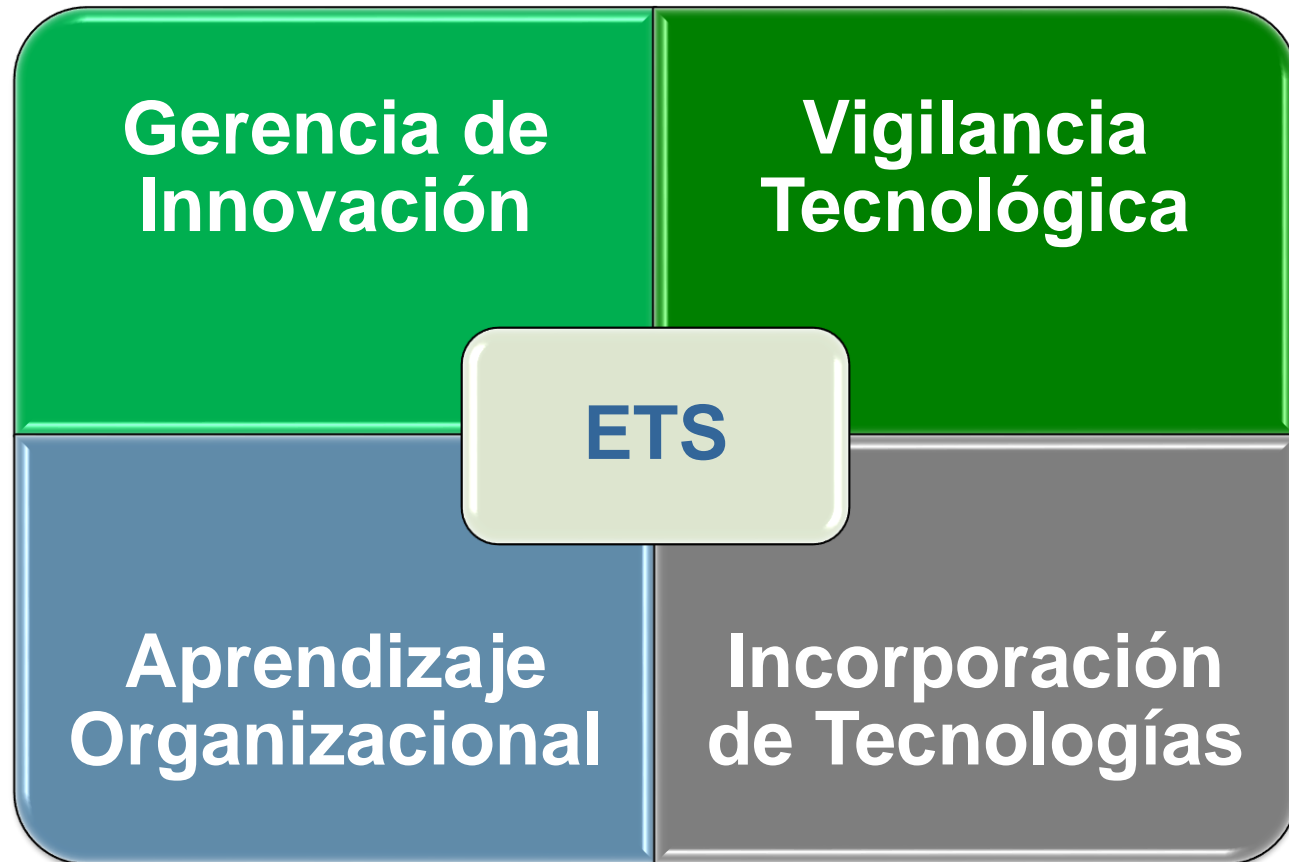 Gerencia de
Innovación
Vigilancia
Tecnológica
ETS
Aprendizaje
Organizacional
Incorporación
de Tecnologías